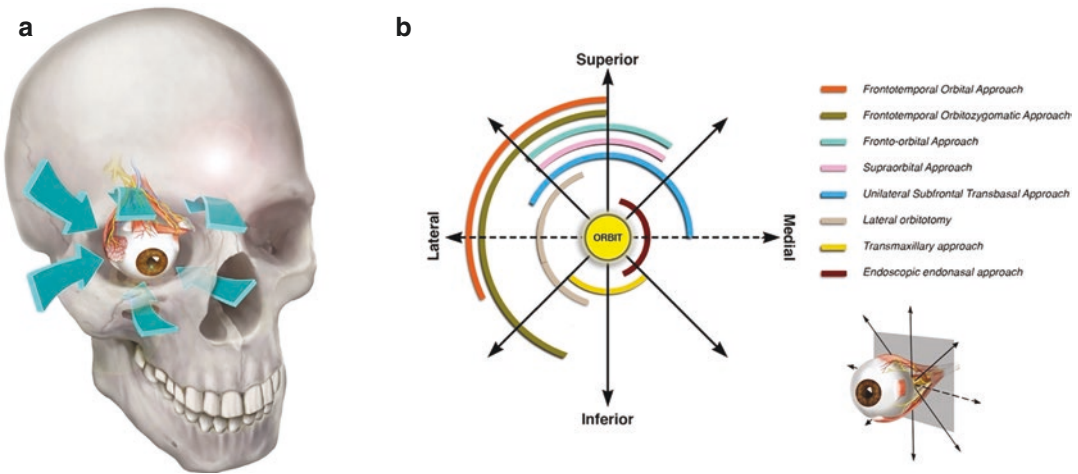 a
b
Superior
Lateral
ORBIT
Medial
Inferior
Frontotemporal Orbital Approach
Frontotemporal Orbitozygomatic Approach
Fronto-orbital Approach
Supraorbital Approach
Unilateral Subfrontal Transbasal Approach
Lateral orbitotomy
Transmaxillary approach
Endoscopic endonasal approach